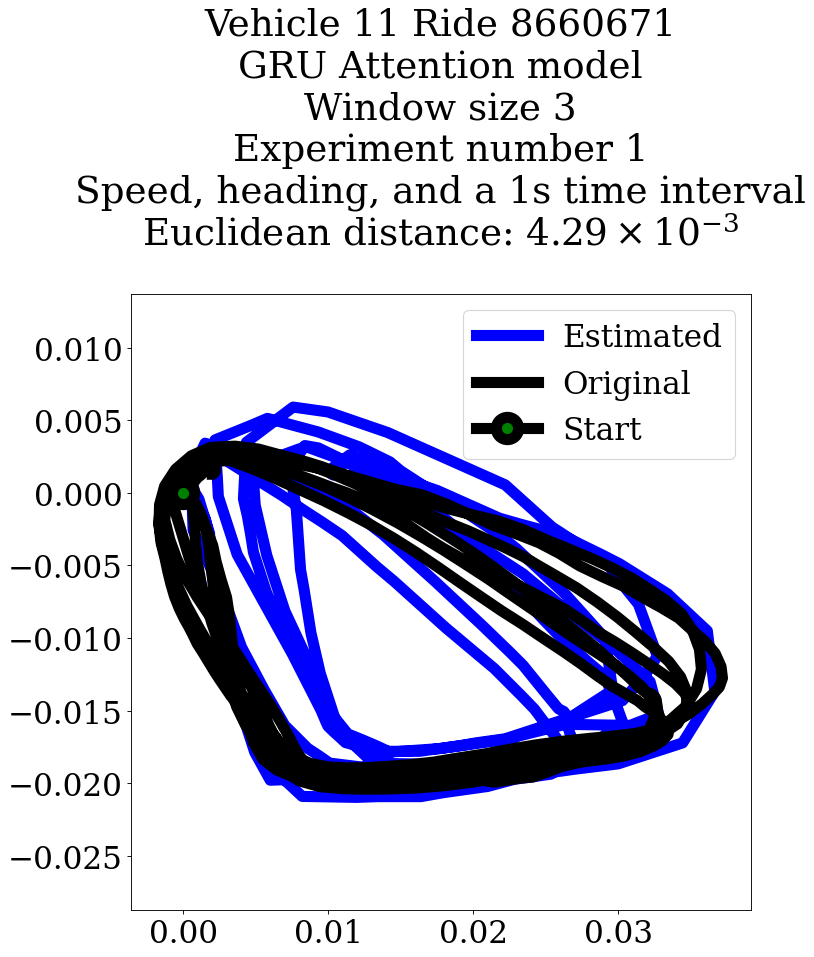 Vehicle 11 Ride 8660671
GRU Attention model
Window size 3
Experiment number 1
Speed, heading, and a 1s time interval
Euclidean distance: 4.29 × 10⁻³
Estimated
Original
Start
0.010
0.005
0.000
−0.005
−0.010
−0.015
−0.020
−0.025
0.00 0.01 0.02 0.03